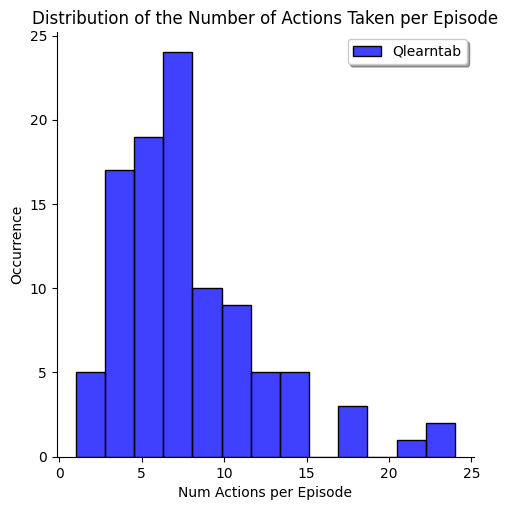 Distribution of the Number of Actions Taken per Episode
Qlearntab
25
20
15
10
5
0
Occurrence
0 5 10 15 20 25
Num Actions per Episode